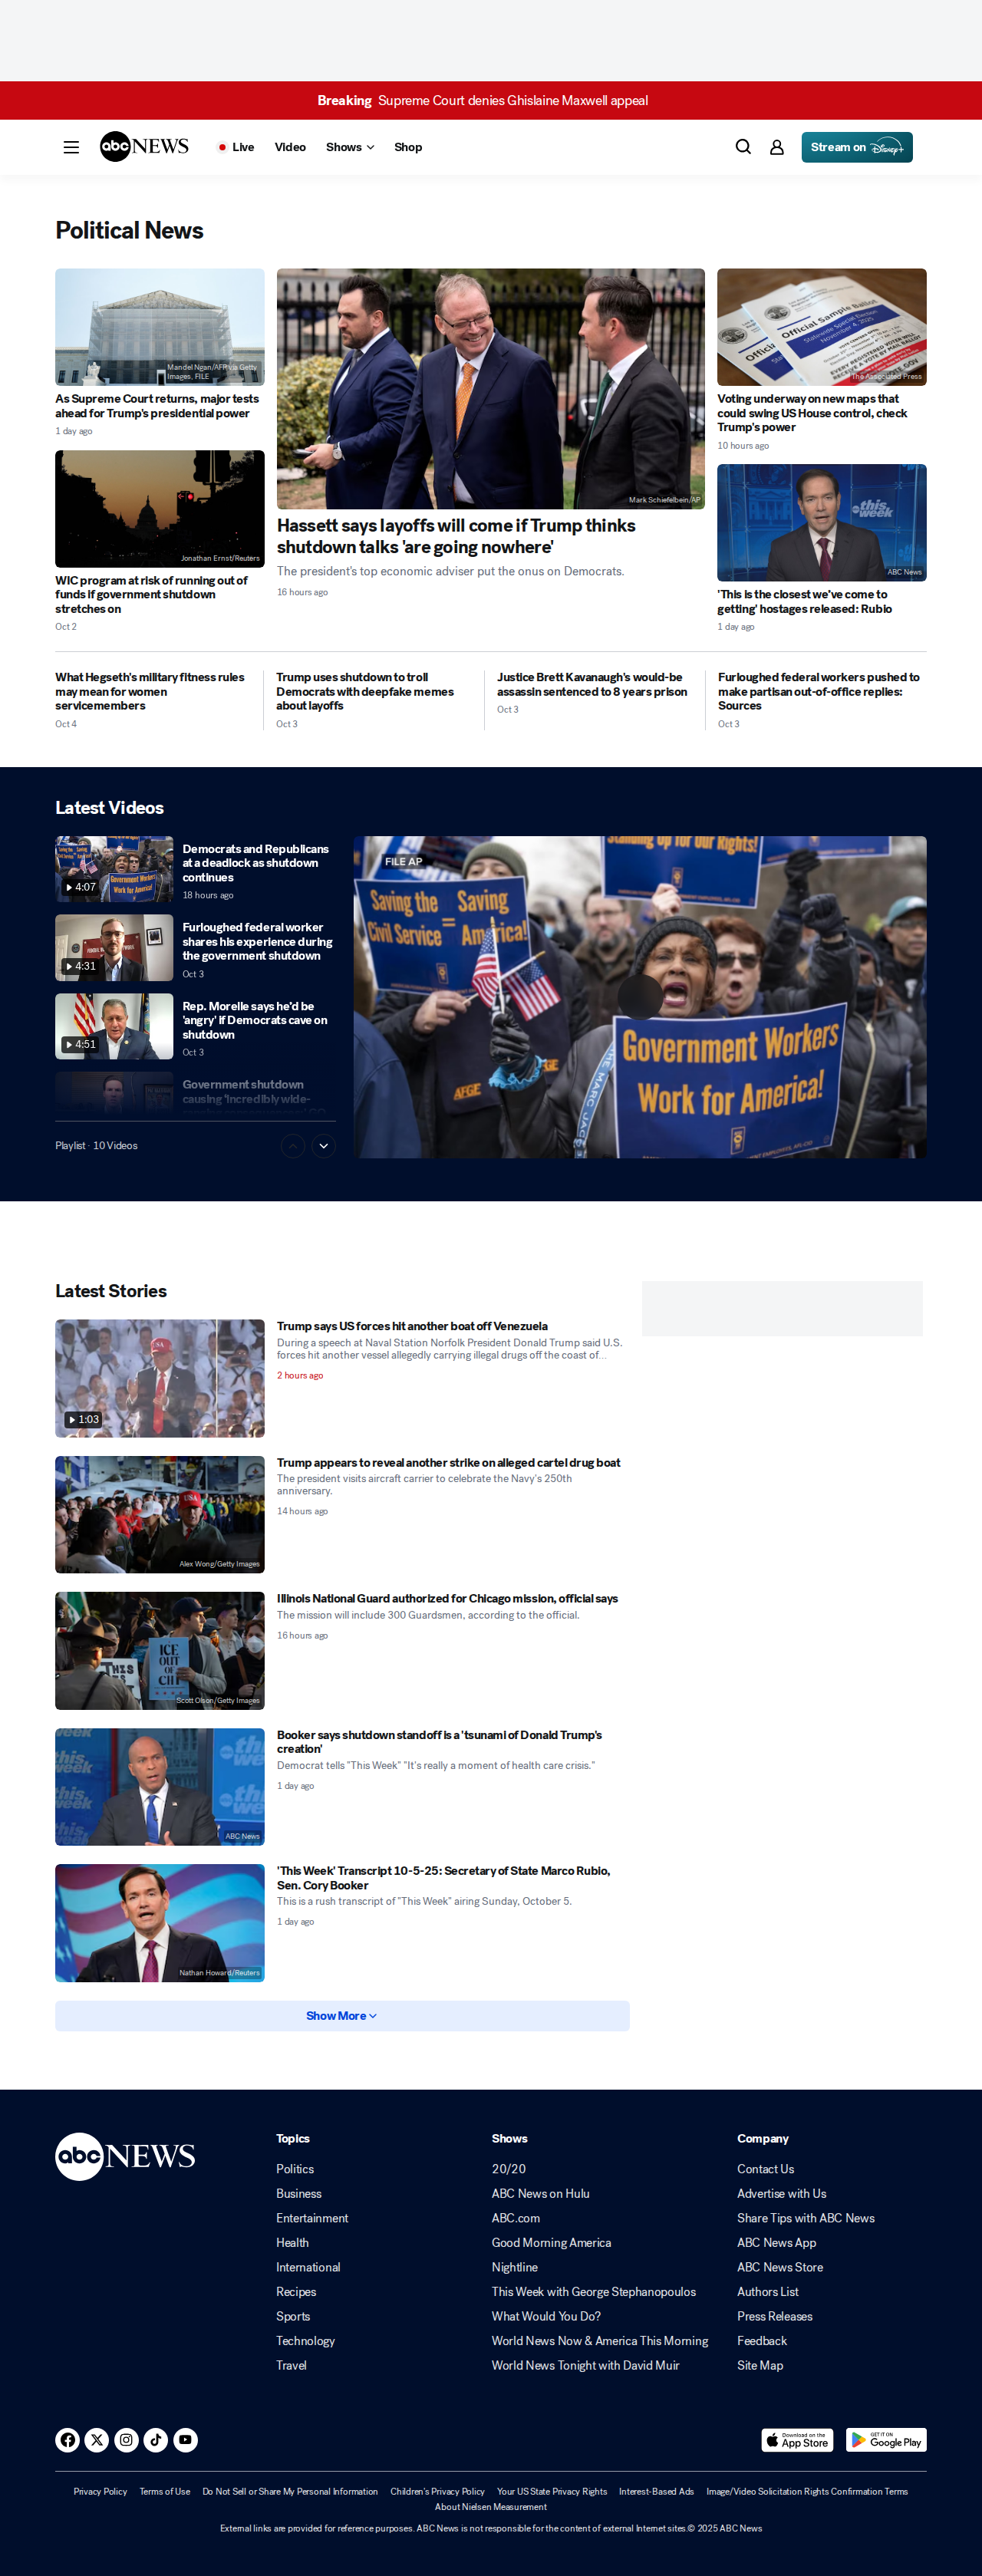 Breaking Supreme Court denies Ghislaine Maxwell appeal
abc NEWS
Live
Video
Shows
Shop
Stream on Disney+
Political News
Mandel Ngan/AFP via Getty
Images, FILE
As Supreme Court returns, major tests
ahead for Trump's presidential power
1 day ago
Jonathan Ernst/Reuters
WIC program at risk of running out of
funds if government shutdown
stretches on
Oct 2
Mark Schiefelbein/AP
Hassett says layoffs will come if Trump thinks
shutdown talks 'are going nowhere'
The president's top economic adviser put the onus on Democrats.
16 hours ago
Official Sample Ballot
Statewide Special Election
November 4, 2025
The Associated Press
Voting underway on new maps that
could swing US House control, check
Trump's power
10 hours ago
this
week
ABC News
'This is the closest we've come to
getting' hostages released: Rubio
1 day ago
What Hegseth's military fitness rules
may mean for women
servicemembers
Oct 4
Trump uses shutdown to troll
Democrats with deepfake memes
about layoffs
Oct 3
Justice Brett Kavanaugh's would-be
assassin sentenced to 8 years prison
Oct 3
Furloughed federal workers pushed to
make partisan out-of-office replies:
Sources
Oct 3
Latest Videos
4:07
Democrats and Republicans
at a deadlock as shutdown
continues
18 hours ago
4:31
Furloughed federal worker
shares his experience during
the government shutdown
Oct 3
4:51
Rep. Morelle says he'd be
'angry' if Democrats cave on
shutdown
Oct 3
Government shutdown
causing 'incredibly wide-
Playlist · 10 Videos
FILE AP
Saving the
Civil Service = Saving
America!
Standing Up for Our Rights!
AFGE
Government Workers
Work for America!
Latest Stories
1:03
Trump says US forces hit another boat off Venezuela
During a speech at Naval Station Norfolk President Donald Trump said U.S.
forces hit another vessel allegedly carrying illegal drugs off the coast of...
2 hours ago
USA
Alex Wong/Getty Images
Trump appears to reveal another strike on alleged cartel drug boat
The president visits aircraft carrier to celebrate the Navy's 250th
anniversary.
14 hours ago
ICE
OUT
OF
CHI
THIS
IS
Scott Olson/Getty Images
Illinois National Guard authorized for Chicago mission, official says
The mission will include 300 Guardsmen, according to the official.
16 hours ago
ABC News
Booker says shutdown standoff is a 'tsunami of Donald Trump's
creation'
Democrat tells "This Week" "It's really a moment of health care crisis."
1 day ago
Nathan Howard/Reuters
'This Week' Transcript 10-5-25: Secretary of State Marco Rubio,
Sen. Cory Booker
This is a rush transcript of "This Week" airing Sunday, October 5.
1 day ago
Show More
abc NEWS
Topics
Politics
Business
Entertainment
Health
International
Recipes
Sports
Technology
Travel
Shows
20/20
ABC News on Hulu
ABC.com
Good Morning America
Nightline
This Week with George Stephanopoulos
What Would You Do?
World News Now & America This Morning
World News Tonight with David Muir
Company
Contact Us
Advertise with Us
Share Tips with ABC News
ABC News App
ABC News Store
Authors List
Press Releases
Feedback
Site Map
Download on the
App Store
GET IT ON
Google Play
Privacy Policy
Terms of Use
Do Not Sell or Share My Personal Information
Children's Privacy Policy
Your US State Privacy Rights
Interest-Based Ads
Image/Video Solicitation Rights Confirmation Terms
About Nielsen Measurement
External links are provided for reference purposes. ABC News is not responsible for the content of external Internet sites.© 2025 ABC News